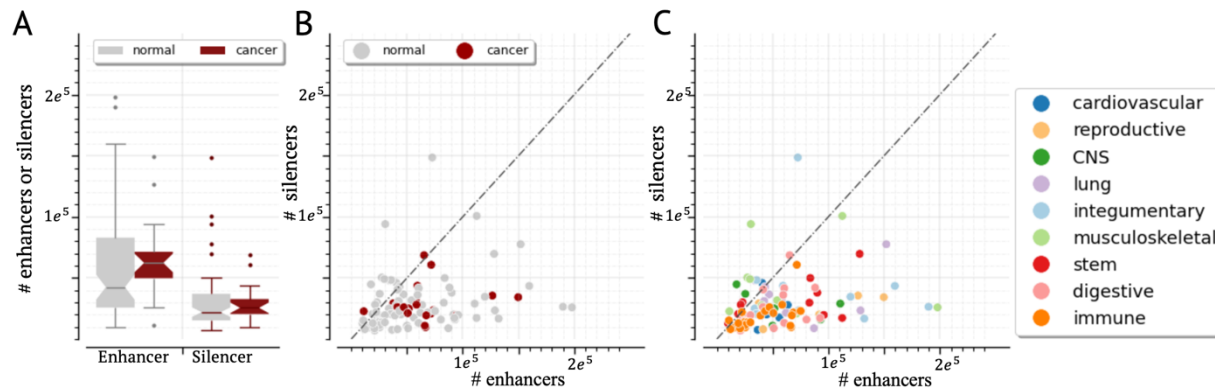 A
B
C
normal cancer
normal cancer
# enhancers or silencers
2e⁵
1e⁵
Enhancer Silencer
# silencers
2e⁵
1e⁵
1e⁵ 2e⁵
# enhancers
# silencers
2e⁵
1e⁵
1e⁵ 2e⁵
# enhancers
cardiovascular
reproductive
CNS
lung
integumentary
musculoskeletal
stem
digestive
immune